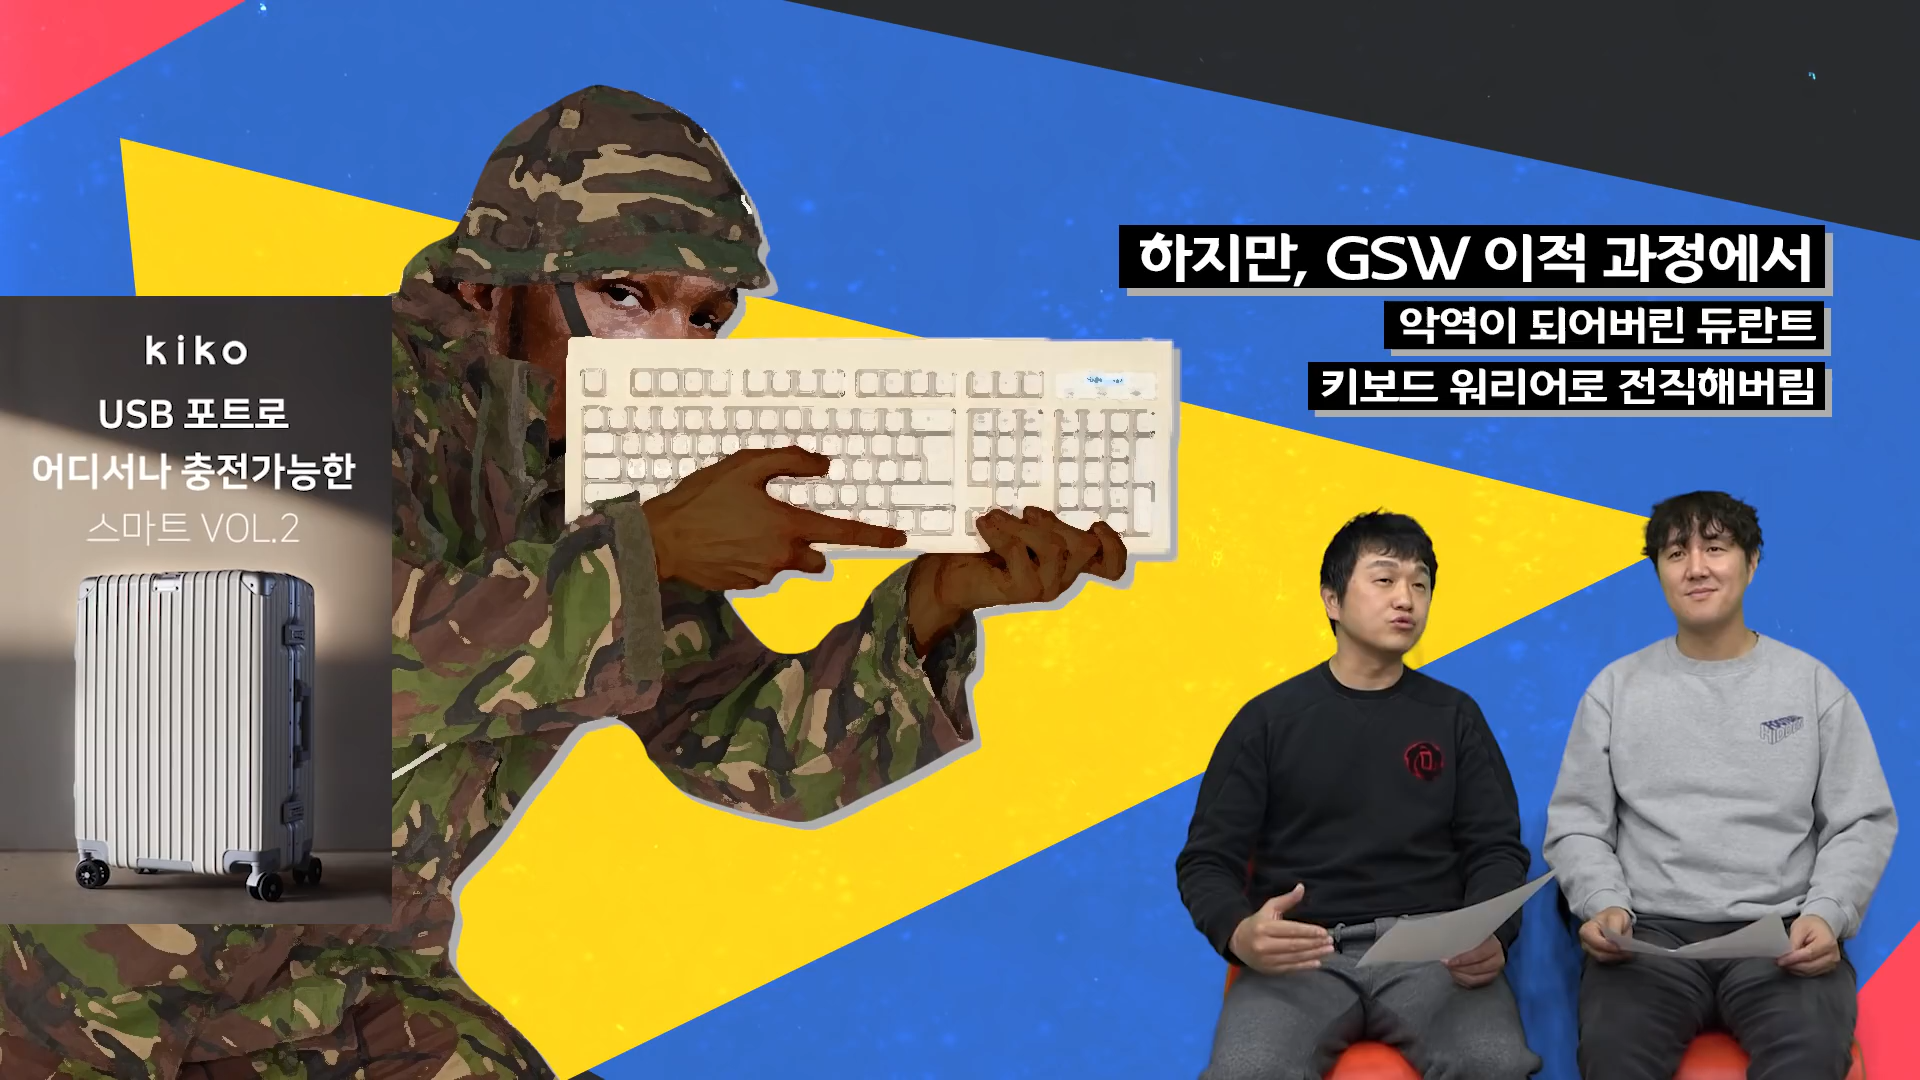 하지만, GSW 이적 과정에서
악역이 되어버린 듀란트
키보드 워리어로 전직해버림
kiko
USB 포트로
어디서나 충전가능한
스마트 VOL.2